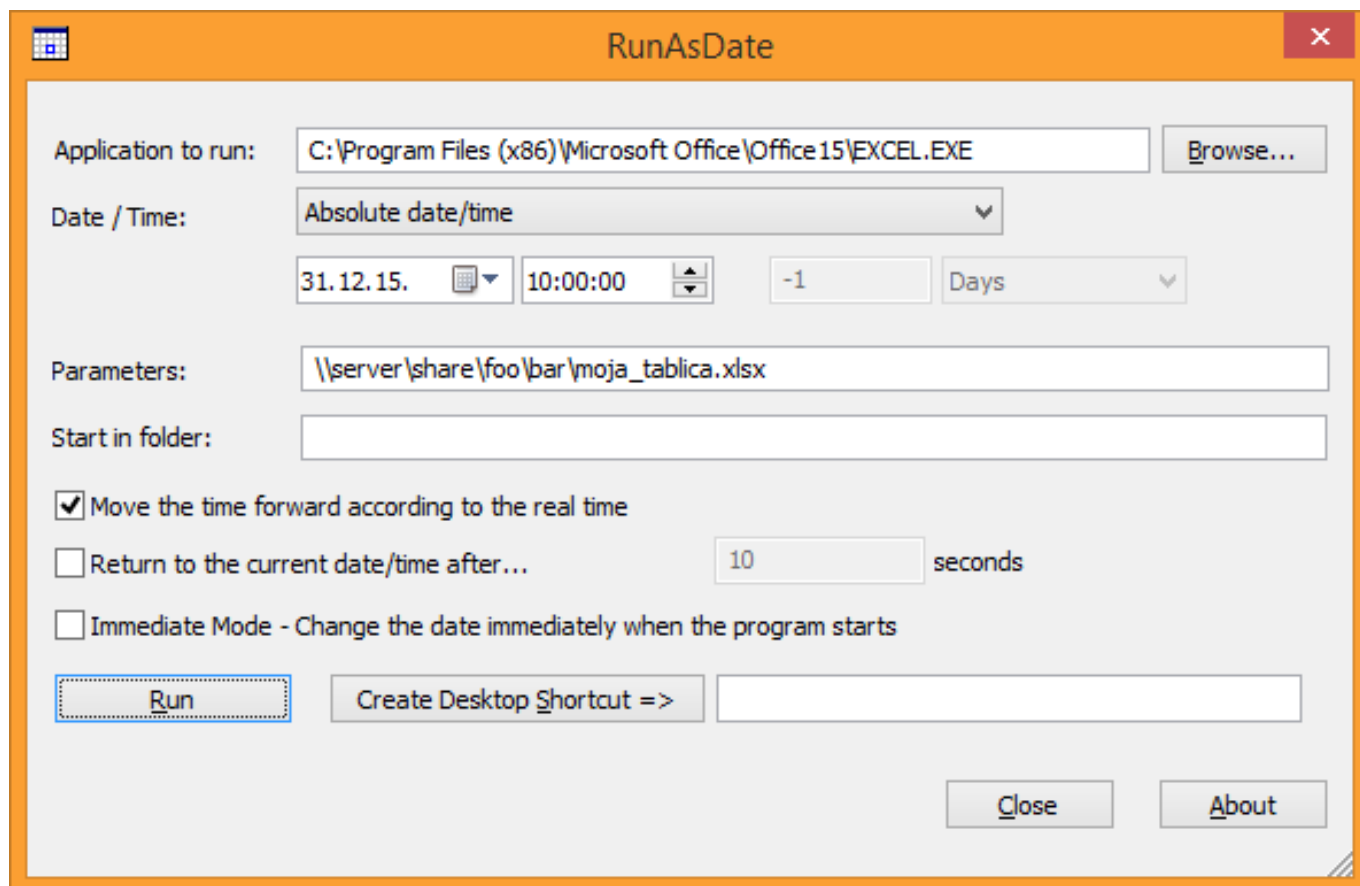 RunAsDate
Application to run: C:\Program Files (x86)\Microsoft Office\Office15\EXCEL.EXE Browse...
Date / Time: Absolute date/time
31.12.15. 10:00:00 -1 Days
Parameters: \\server\share\foo\bar\moja_tablica.xlsx
Start in folder:
Move the time forward according to the real time
Return to the current date/time after... 10 seconds
Immediate Mode - Change the date immediately when the program starts
Run Create Desktop Shortcut =>
Close About